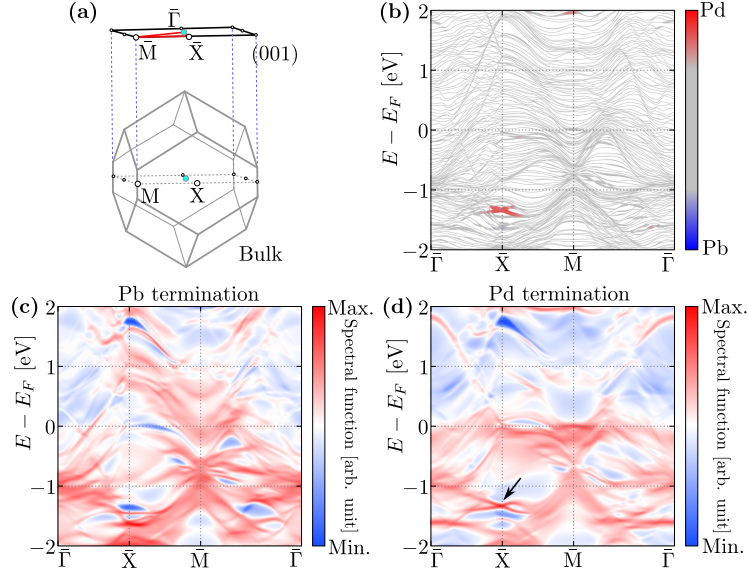 (a)
Γ̄
M̄
X̄
(001)
M
X
Bulk
(b)
E − E_F [eV]
2
1
0
−1
−2
Γ̄
X̄
M̄
Γ̄
Pd
Pb
(c)
Pb termination
E − E_F [eV]
2
1
0
−1
−2
Γ̄
X̄
M̄
Γ̄
Max.
Spectral function [arb. unit]
Min.
(d)
Pd termination
E − E_F [eV]
2
1
0
−1
−2
Γ̄
X̄
M̄
Γ̄
Max.
Spectral function [arb. unit]
Min.